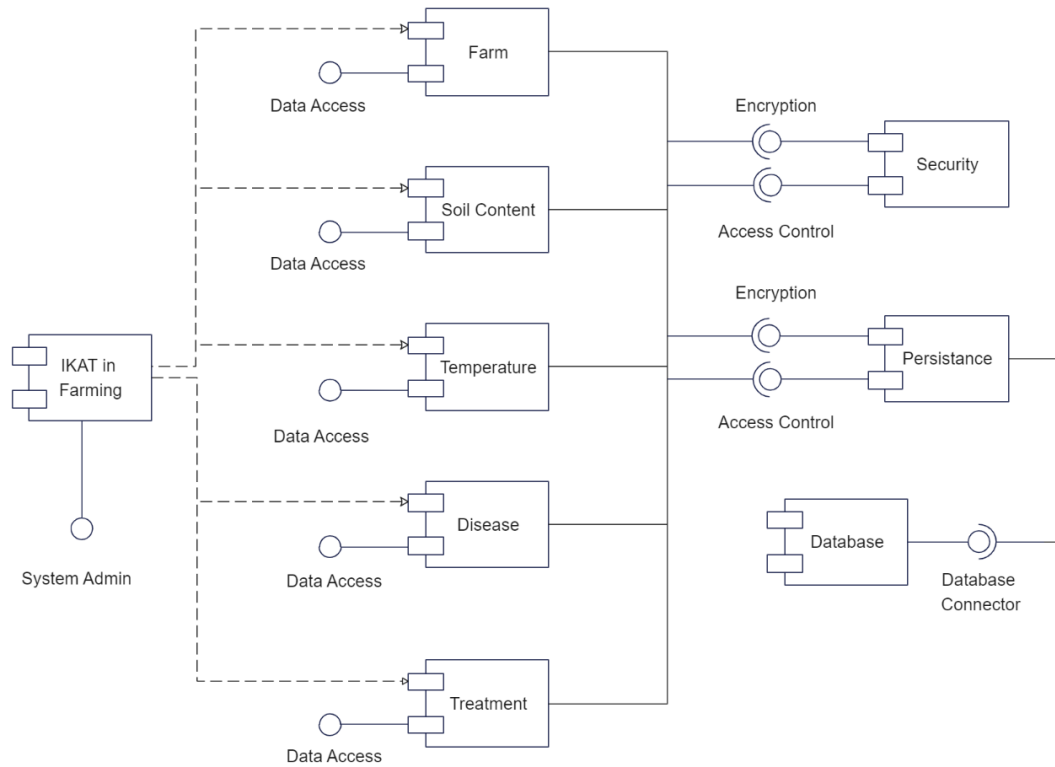 Farm
Data Access
Encryption
Security
Soil Content
Access Control
Data Access
Encryption
IKAT in
Farming
Temperature
Persistance
Access Control
Data Access
Disease
Database
System Admin
Data Access
Database
Connector
Treatment
Data Access